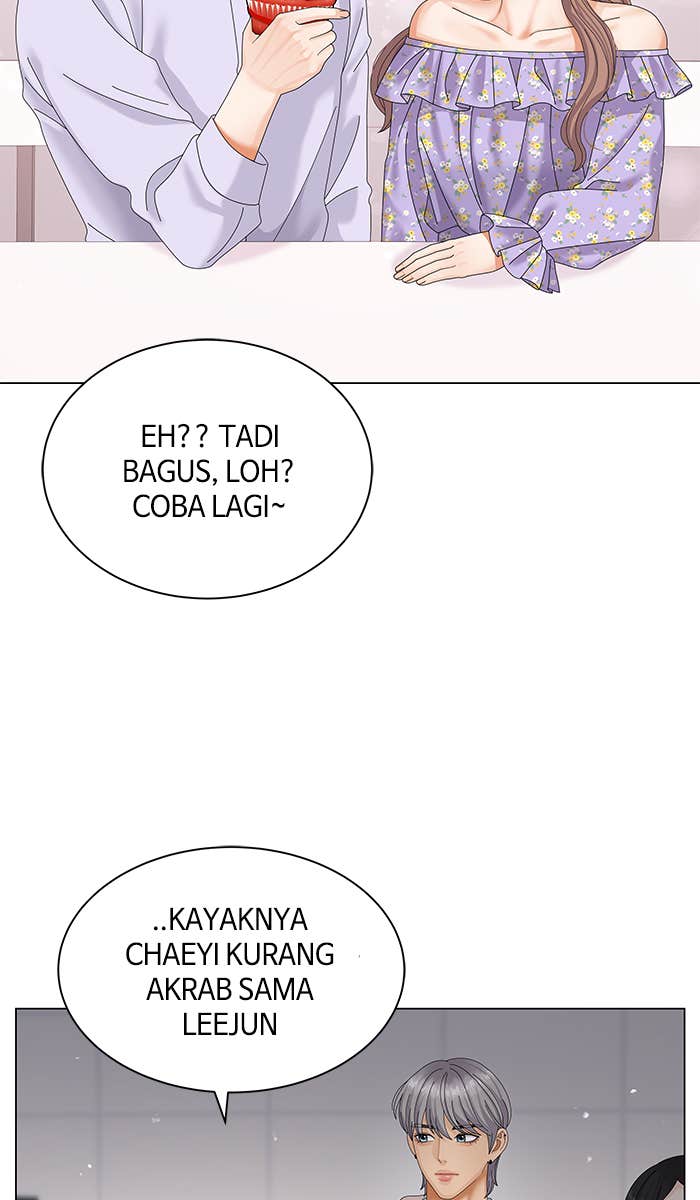 EH?? TADI
BAGUS, LOH?
COBA LAGI~
..KAYAKNYA
CHAEYI KURANG
AKRAB SAMA
LEEJUN